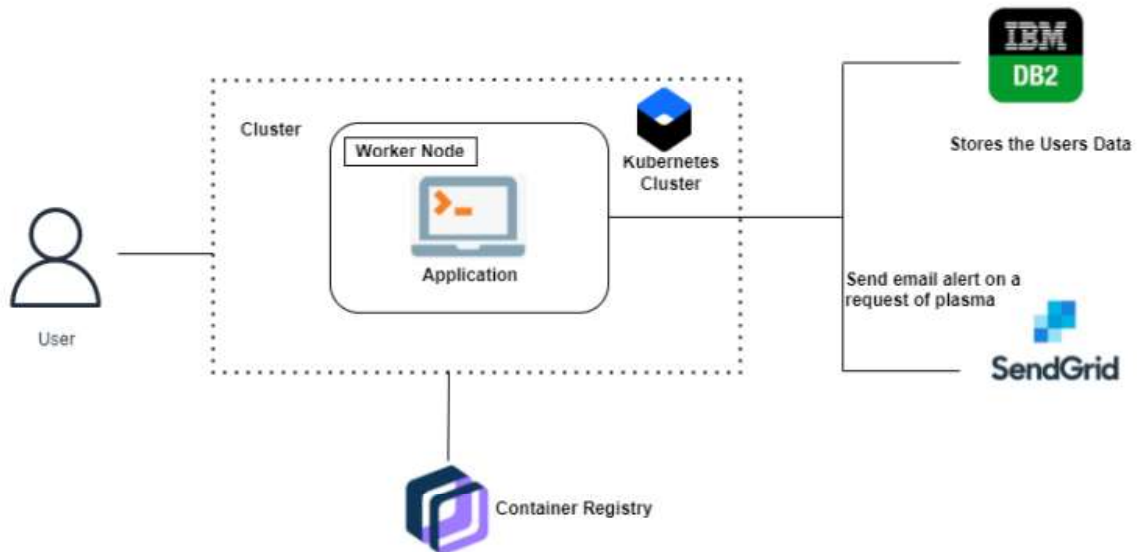 IBM
DB2
Stores the Users Data
Cluster
Worker Node
Kubernetes
Cluster
Application
User
Send email alert on a
request of plasma
SendGrid
Container Registry